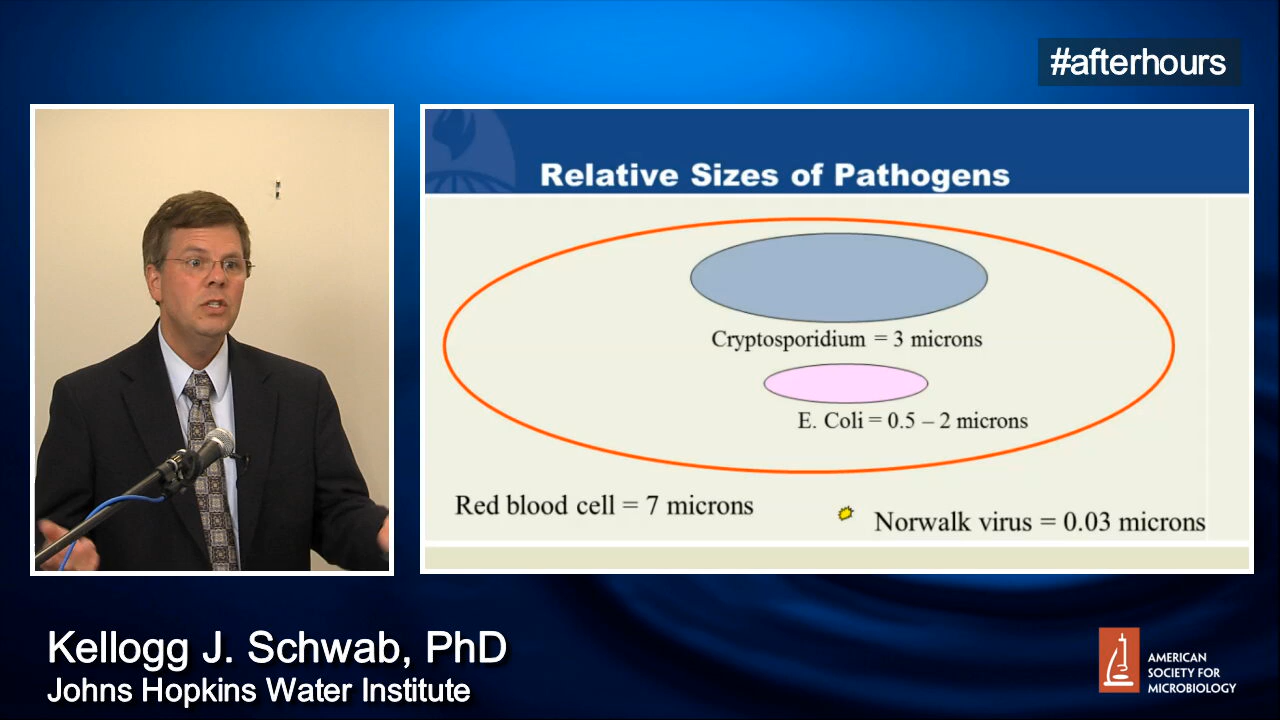 #afterhours
Relative Sizes of Pathogens
Cryptosporidium = 3 microns
E. Coli = 0.5 – 2 microns
Red blood cell = 7 microns
Norwalk virus = 0.03 microns
Kellogg J. Schwab, PhD
Johns Hopkins Water Institute
AMERICAN
SOCIETY FOR
MICROBIOLOGY